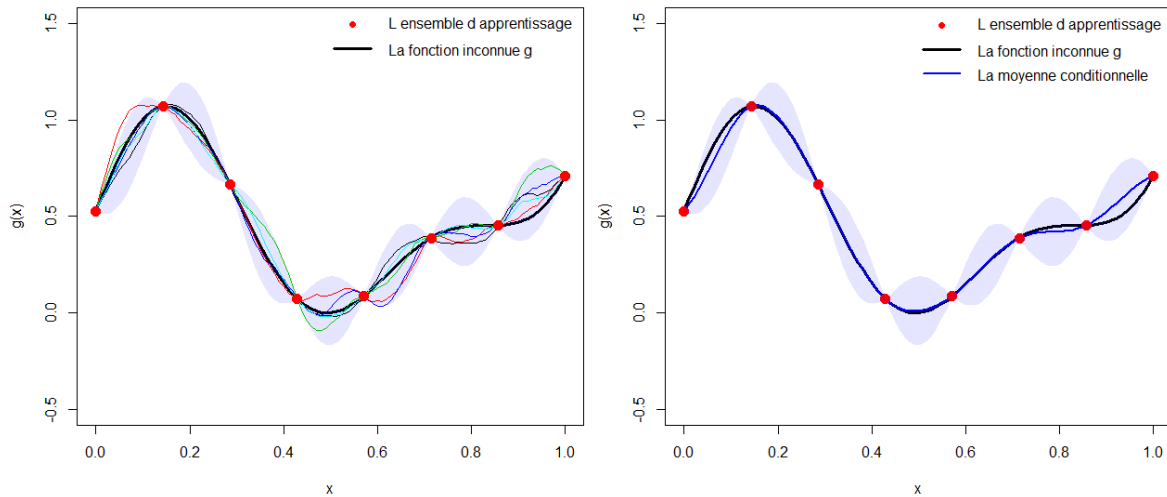 L ensemble d apprentissage
La fonction inconnue g
1.5
1.0
0.5
0.0
-0.5
g(x)
0.0 0.2 0.4 0.6 0.8 1.0
x
L ensemble d apprentissage
La fonction inconnue g
La moyenne conditionnelle
1.5
1.0
0.5
0.0
-0.5
g(x)
0.0 0.2 0.4 0.6 0.8 1.0
x